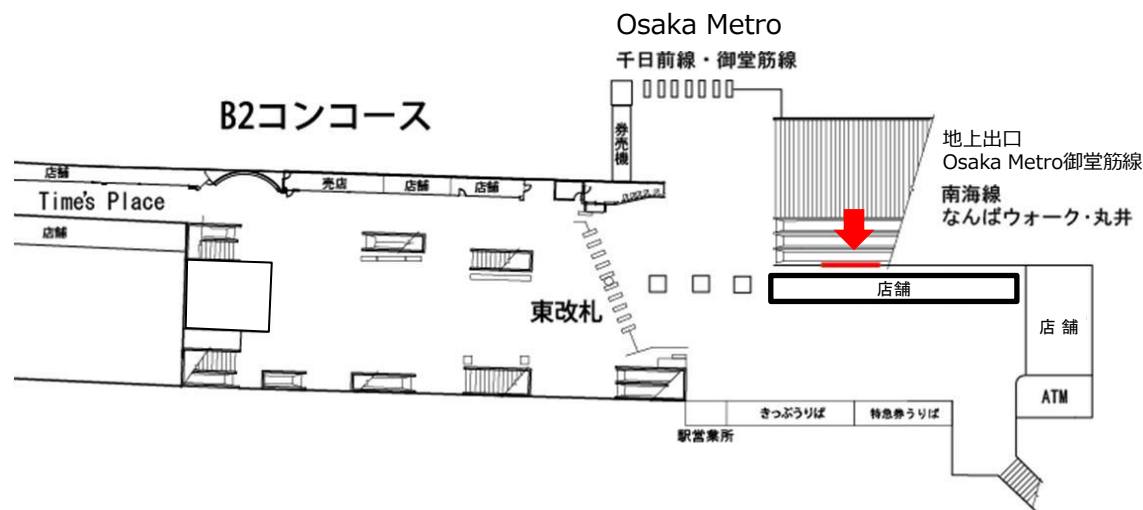 Osaka Metro
千日前線・御堂筋線
B2コンコース
券売機
地上出口
Osaka Metro御堂筋線
南海線
なんばウォーク・丸井
店舗
売店
店舗
店舗
Time's Place
店舗
東改札
店舗
店舗
ATM
きっぷうりば
特急券うりば
駅営業所